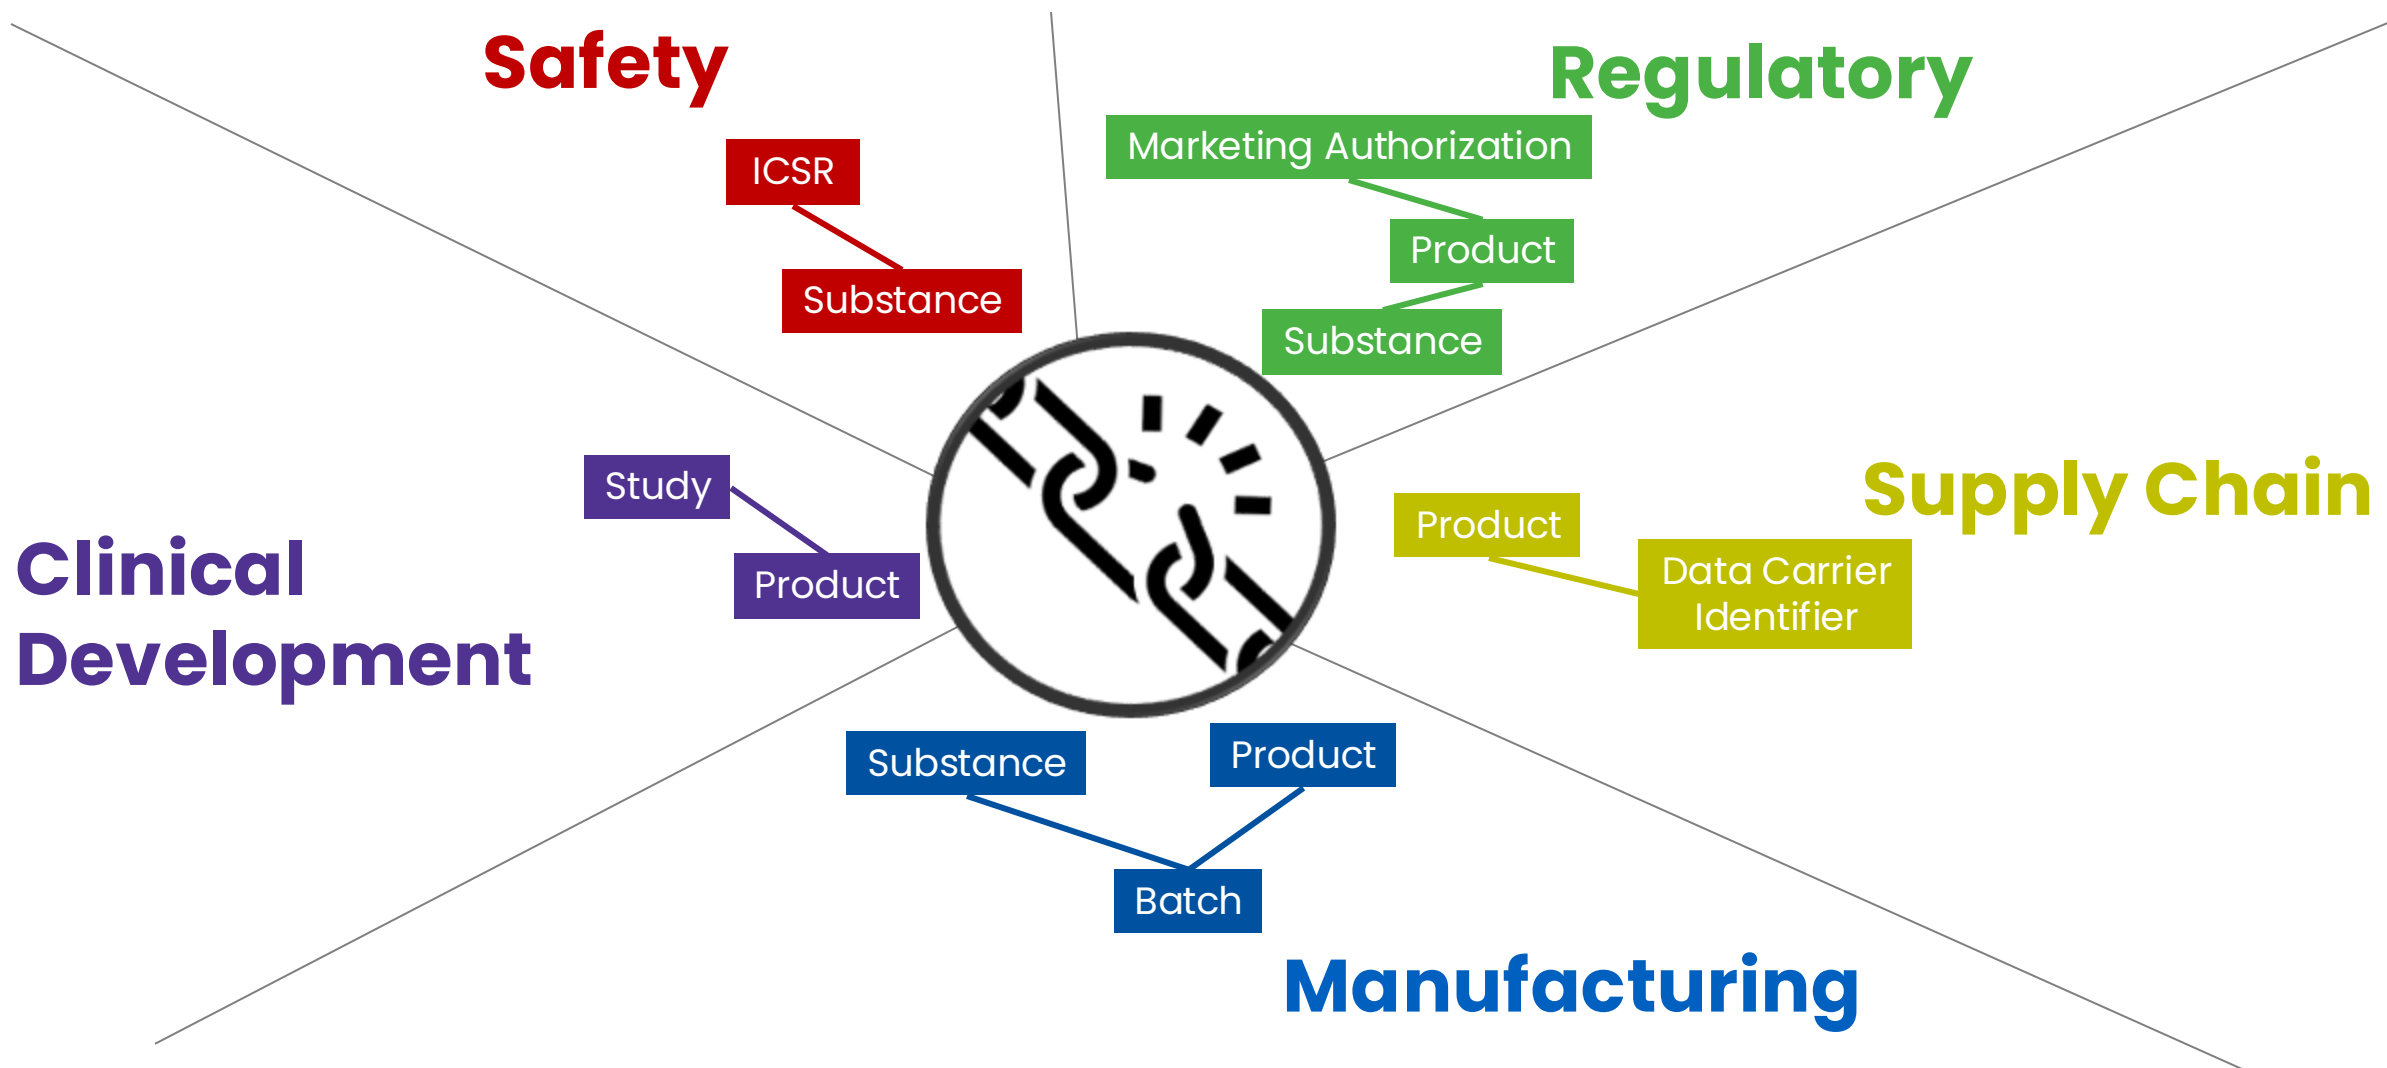 Safety
ICSR
Substance
Regulatory
Marketing Authorization
Product
Substance
Clinical
Development
Study
Product
Supply Chain
Product
Data Carrier
Identifier
Substance
Product
Batch
Manufacturing